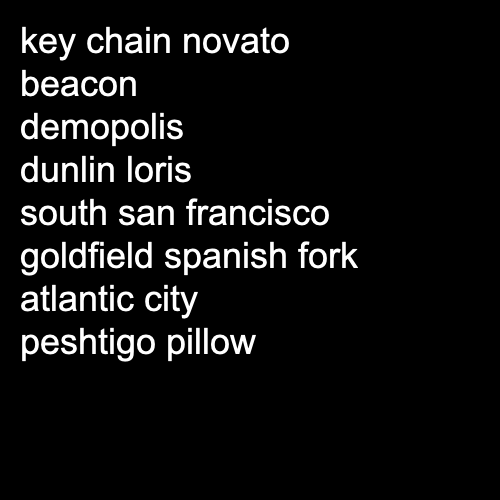 key chain novato
beacon
demopolis
dunlin loris
south san francisco
goldfield spanish fork
atlantic city
peshtigo pillow